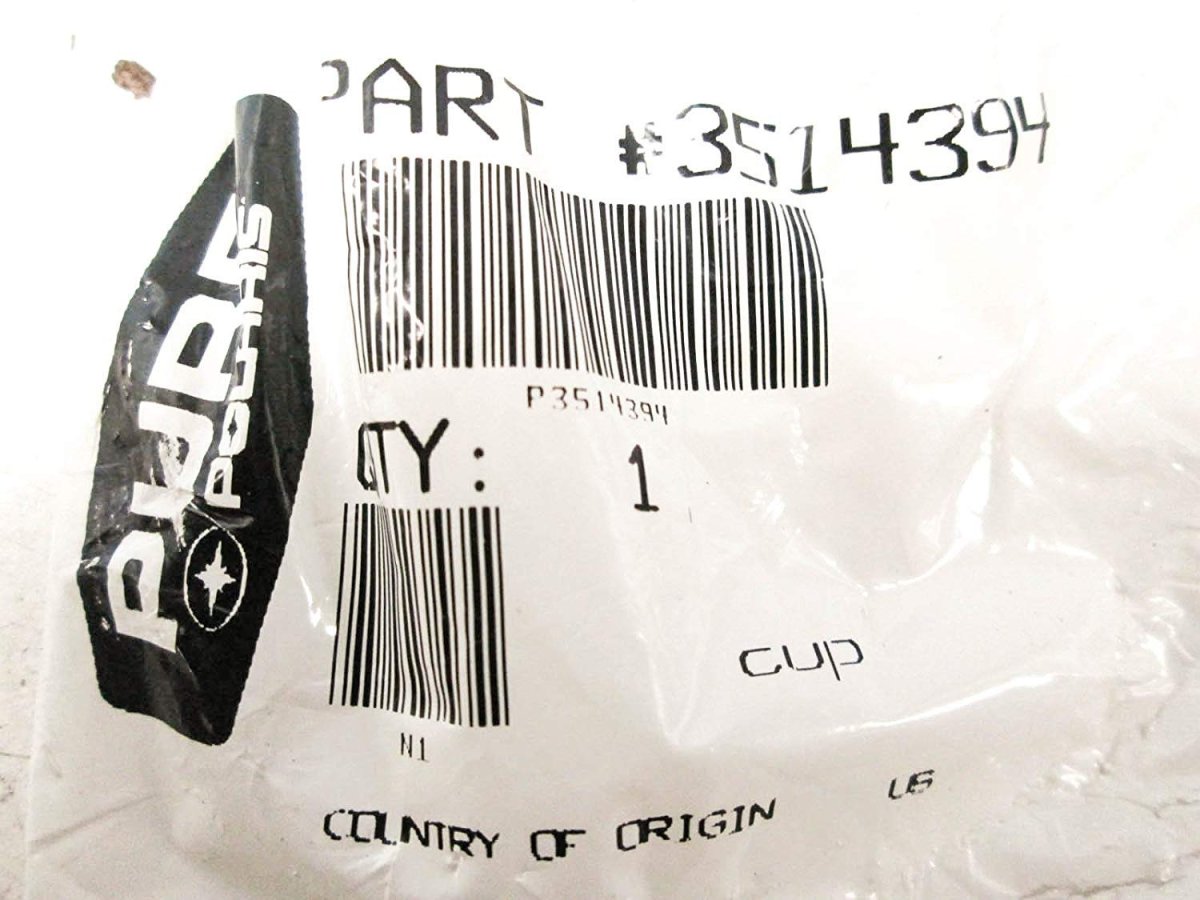 PART #3514394
P3514394
QTY: 1
N1
CUP
COUNTRY OF ORIGIN US
PURE
POLARIS